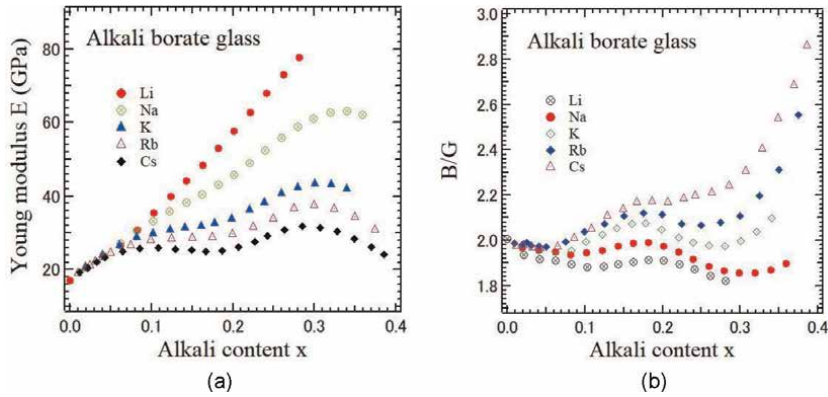 Alkali borate glass
Li
Na
K
Rb
Cs
Young modulus E (GPa)
80
60
40
20
0.0 0.1 0.2 0.3 0.4
Alkali content x
(a)
Alkali borate glass
Li
Na
K
Rb
Cs
B/G
3.0
2.8
2.6
2.4
2.2
2.0
1.8
0.0 0.1 0.2 0.3 0.4
Alkali content x
(b)